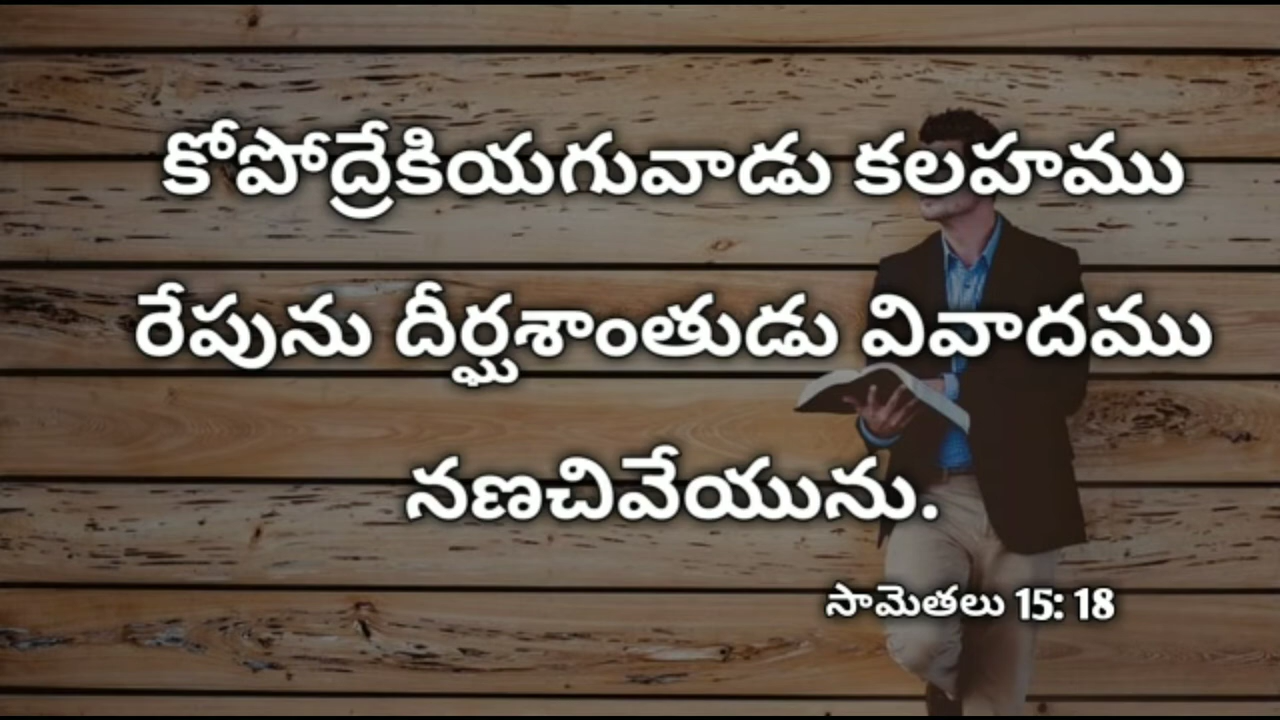 కోపోద్రేకియగువాడు కలహము
రేపును దీర్ఘశాంతుడు వివాదము
నణచివేయును.
సామెతలు 15: 18